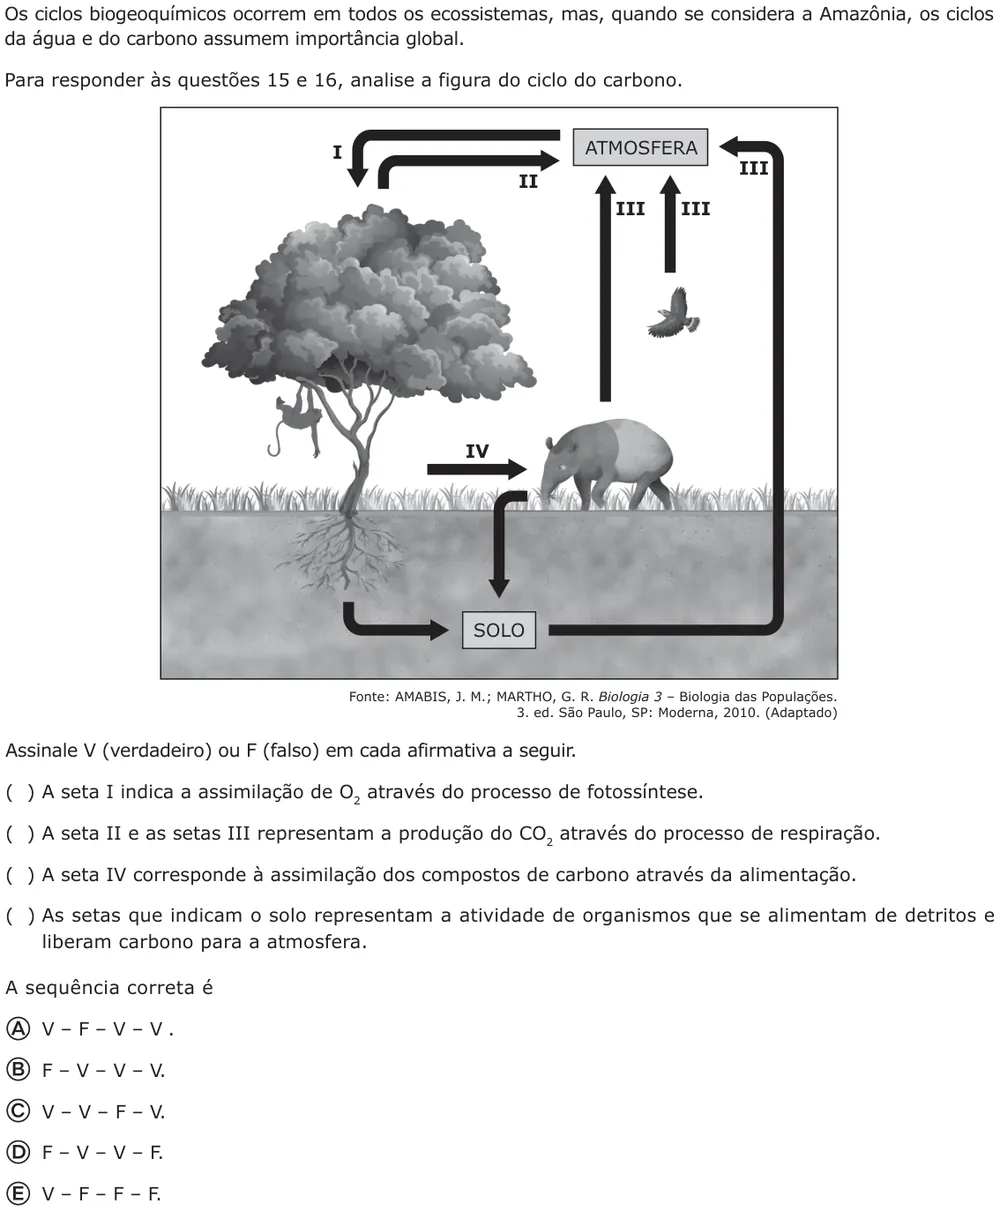 Os ciclos biogeoquímicos ocorrem em todos os ecossistemas, mas, quando se considera a Amazônia, os ciclos
da água e do carbono assumem importância global.
Para responder às questões 15 e 16, analise a figura do ciclo do carbono.
ATMOSFERA
I
II
III
III
III
IV
SOLO
Fonte: AMABIS, J. M.; MARTHO, G. R. Biologia 3 – Biologia das Populações.
3. ed. São Paulo, SP: Moderna, 2010. (Adaptado)
Assinale V (verdadeiro) ou F (falso) em cada afirmativa a seguir.
( ) A seta I indica a assimilação de O2 através do processo de fotossíntese.
( ) A seta II e as setas III representam a produção do CO2 através do processo de respiração.
( ) A seta IV corresponde à assimilação dos compostos de carbono através da alimentação.
( ) As setas que indicam o solo representam a atividade de organismos que se alimentam de detritos e
liberam carbono para a atmosfera.
A sequência correta é
A V – F – V – V .
B F – V – V – V.
C V – V – F – V.
D F – V – V – F.
E V – F – F – F.